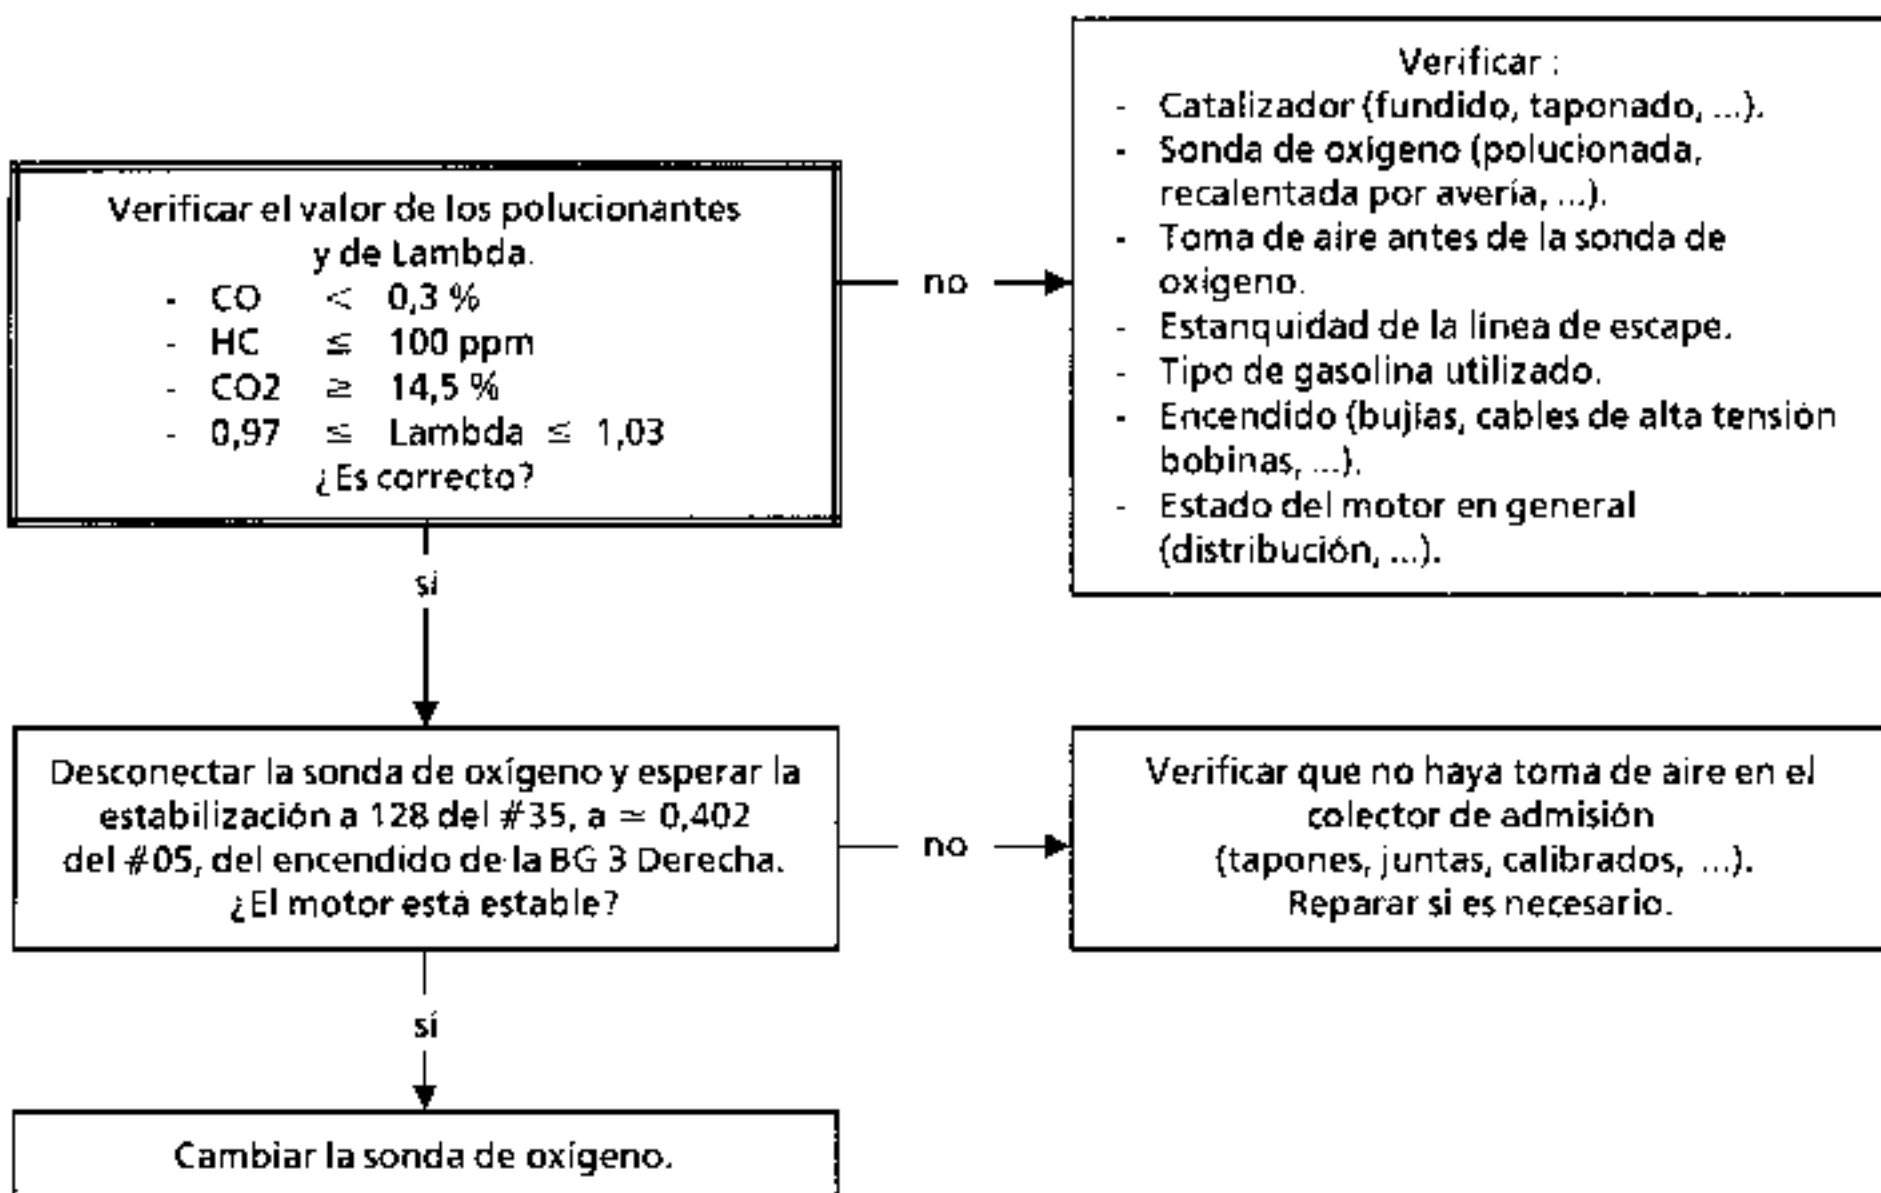 Verificar el valor de los polucionantes
y de Lambda.
- CO < 0,3 %
- HC ≤ 100 ppm
- CO2 ≥ 14,5 %
- 0,97 ≤ Lambda ≤ 1,03
¿Es correcto?
no
Verificar :
- Catalizador (fundido, taponado, ...).
- Sonda de oxígeno (polucionada,
recalentada por avería, ...).
- Toma de aire antes de la sonda de
oxígeno.
- Estanquidad de la línea de escape.
- Tipo de gasolina utilizado.
- Encendido (bujías, cables de alta tensión
bobinas, ...).
- Estado del motor en general
(distribución, ...).
sí
Desconectar la sonda de oxígeno y esperar la
estabilización a 128 del #35, a ≃ 0,402
del #05, del encendido de la BG 3 Derecha.
¿El motor está estable?
no
Verificar que no haya toma de aire en el
colector de admisión
(tapones, juntas, calibrados, ...).
Reparar si es necesario.
sí
Cambiar la sonda de oxígeno.